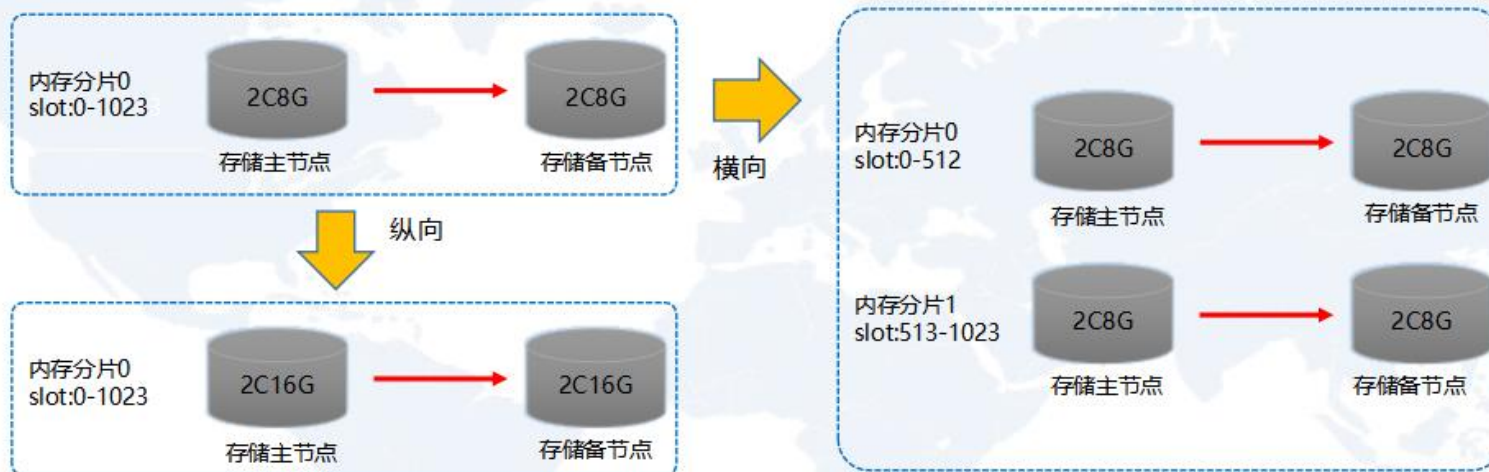 内存分片0
slot:0-1023
2C8G
2C8G
存储主节点
存储备节点
横向
纵向
内存分片0
slot:0-1023
2C16G
2C16G
存储主节点
存储备节点
内存分片0
slot:0-512
2C8G
2C8G
存储主节点
存储备节点
内存分片1
slot:513-1023
2C8G
2C8G
存储主节点
存储备节点